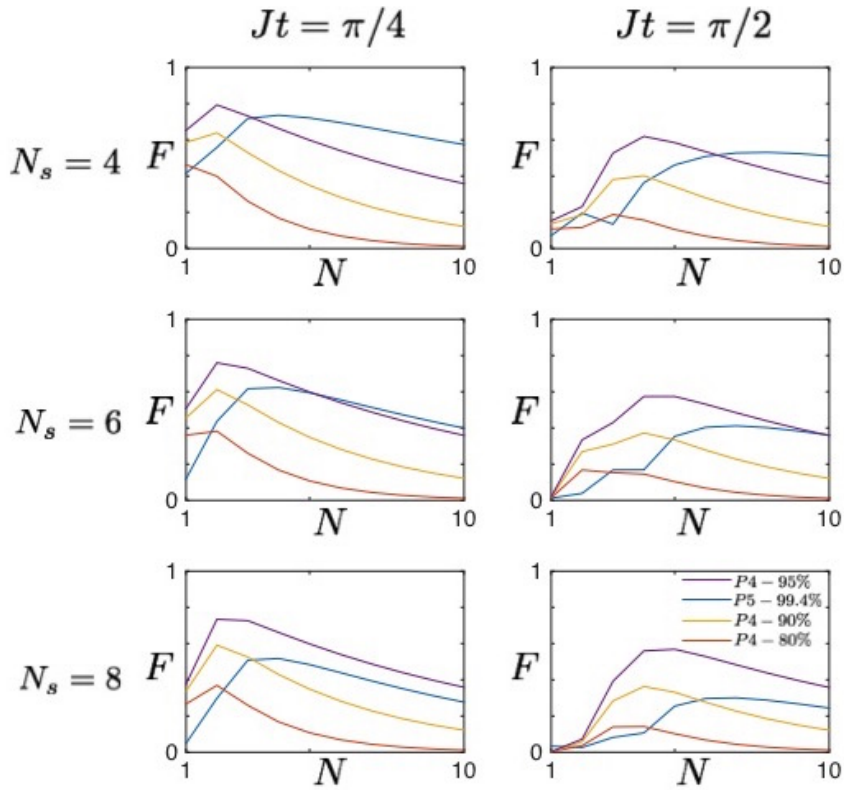 Jt = π/4 Jt = π/2
1 1
N_s = 4 F F
0 0
1 N 10 1 N 10
1 1
N_s = 6 F F
0 0
1 N 10 1 N 10
1 1
P4 − 95%
P5 − 99.4%
P4 − 90%
P4 − 80%
N_s = 8 F F
0 0
1 N 10 1 N 10